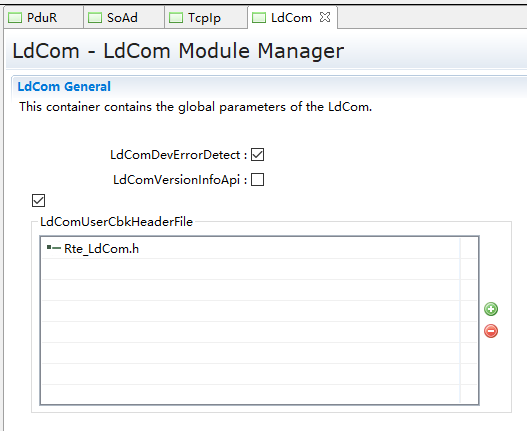 PduR SoAd TcpIp LdCom
LdCom - LdCom Module Manager
LdCom General
This container contains the global parameters of the LdCom.
LdComDevErrorDetect :
LdComVersionInfoApi :
LdComUserCbkHeaderFile
Rte_LdCom.h